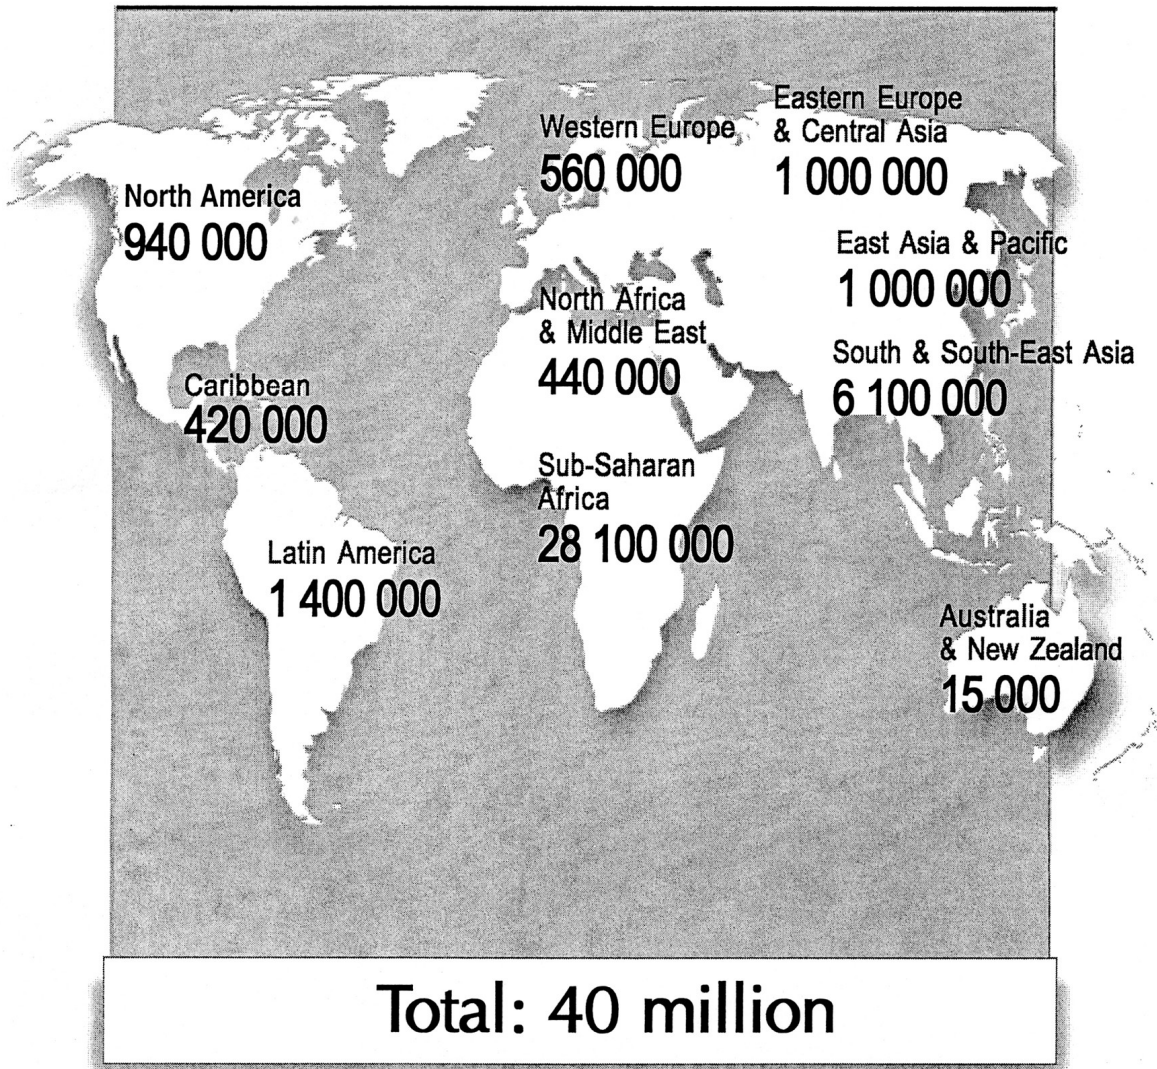 Eastern Europe
& Central Asia
1 000 000
Western Europe
560 000
North America
940 000
East Asia & Pacific
1 000 000
North Africa
& Middle East
440 000
South & South-East Asia
6 100 000
Caribbean
420 000
Sub-Saharan
Africa
28 100 000
Latin America
1 400 000
Australia
& New Zealand
15 000
Total: 40 million